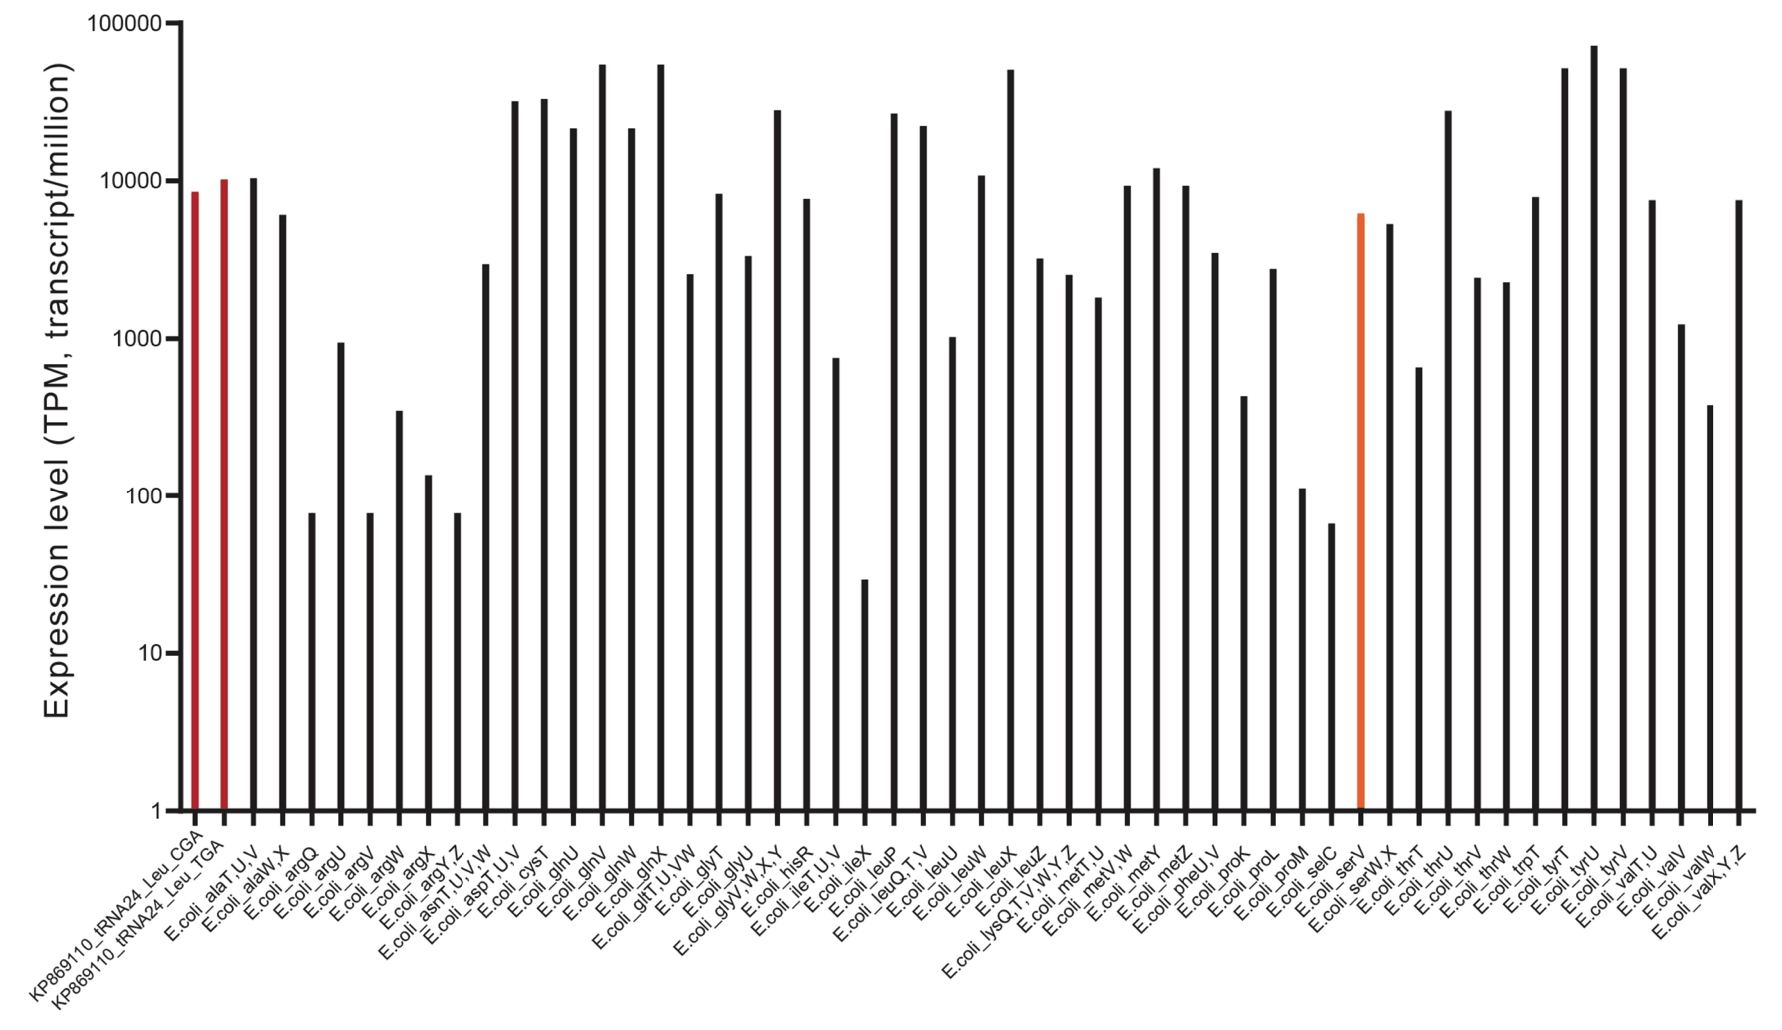 Expression level (TPM, transcript/million)
100000
10000
1000
100
10
1
KP869110_tRNA24_Leu_CGA
KP869110_tRNA24_Leu_TGA
E.coli_alaT,U,V
E.coli_alaW,X
E.coli_argQ
E.coli_argU
E.coli_argV
E.coli_argW
E.coli_argX
E.coli_argY,Z
E.coli_asnT,U,V,W
E.coli_aspT,U,V
E.coli_cysT
E.coli_glnU
E.coli_glnV
E.coli_glnW
E.coli_glnX
E.coli_gltT,U,V,W
E.coli_glyT
E.coli_glyU
E.coli_glyV,W,X,Y
E.coli_hisR
E.coli_ileT,U,V
E.coli_ileX
E.coli_leuP
E.coli_leuQ,T,V
E.coli_leuU
E.coli_leuW
E.coli_leuX
E.coli_leuZ
E.coli_lysQ,T,V,W,Y,Z
E.coli_metT,U
E.coli_metV,W
E.coli_metY
E.coli_metZ
E.coli_pheU,V
E.coli_proK
E.coli_proL
E.coli_proM
E.coli_selC
E.coli_serV
E.coli_serW,X
E.coli_thrT
E.coli_thrU
E.coli_thrV
E.coli_thrW
E.coli_trpT
E.coli_tyrT
E.coli_tyrU
E.coli_tyrV
E.coli_valT,U
E.coli_valV
E.coli_valW
E.coli_valX,Y,Z